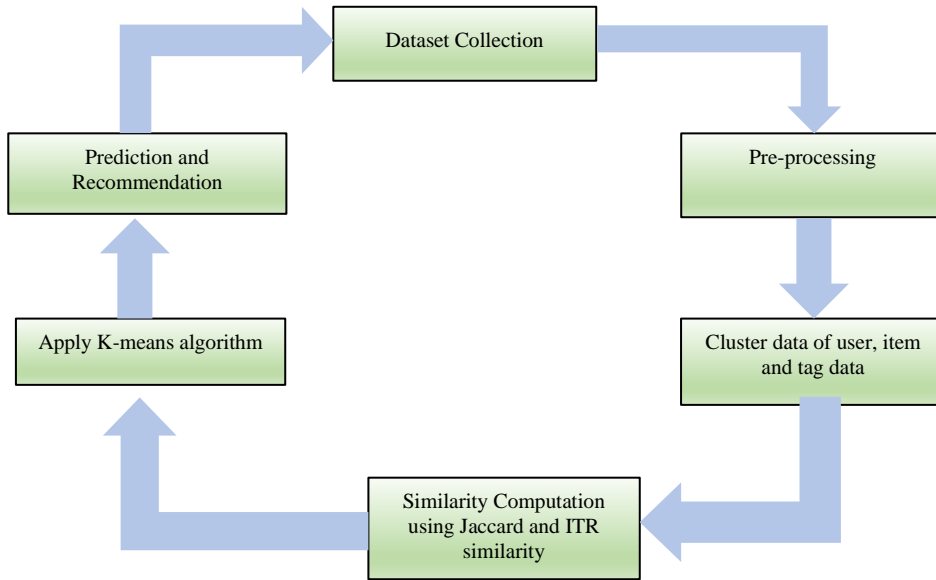 Dataset Collection
Pre-processing
Cluster data of user, item
and tag data
Similarity Computation
using Jaccard and ITR
similarity
Apply K-means algorithm
Prediction and
Recommendation